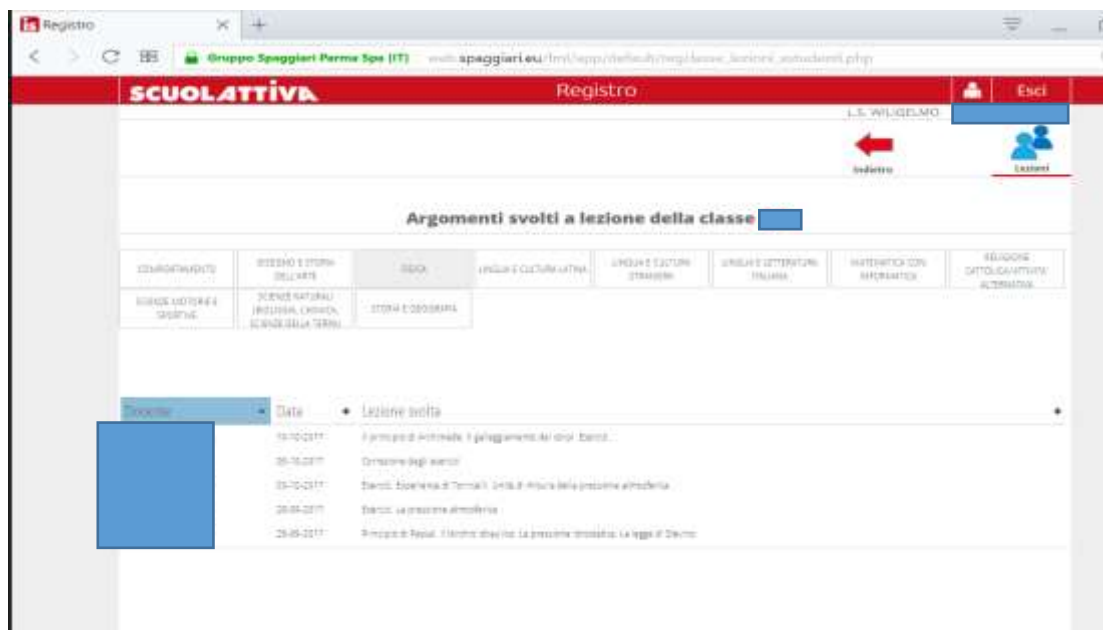 Registro
Gruppo Spaggiari Parma Spa (IT) web.spaggiari.eu
SCUOLATTIVA Registro Esci
L.S. WILIGELMO
Indietro Lezioni
Argomenti svolti a lezione della classe
COMPORTAMENTO
DISEGNO E STORIA DELL'ARTE
FISICA
LINGUA E CULTURA LATINA
LINGUA E CULTURA STRANIERA
LINGUA E LETTERATURA ITALIANA
MATEMATICA CON INFORMATICA
RELIGIONE CATTOLICA/ATTIVITA' ALTERNATIVA
SCIENZE MOTORIE E SPORTIVE
SCIENZE NATURALI (BIOLOGIA, CHIMICA, SCIENZE DELLA TERRA)
STORIA E GEOGRAFIA
Docente Data Lezione svolta
10-10-2017 Il principio di Archimede. Il galleggiamento dei corpi. Esercizi.
Correzione degli esercizi
Esercizi. Esperienza di Torricelli. Unità di misura della pressione atmosferica
Esercizi. La pressione atmosferica
Principio di Pascal. Il torchio idraulico. La pressione idrostatica. La legge di Stevino